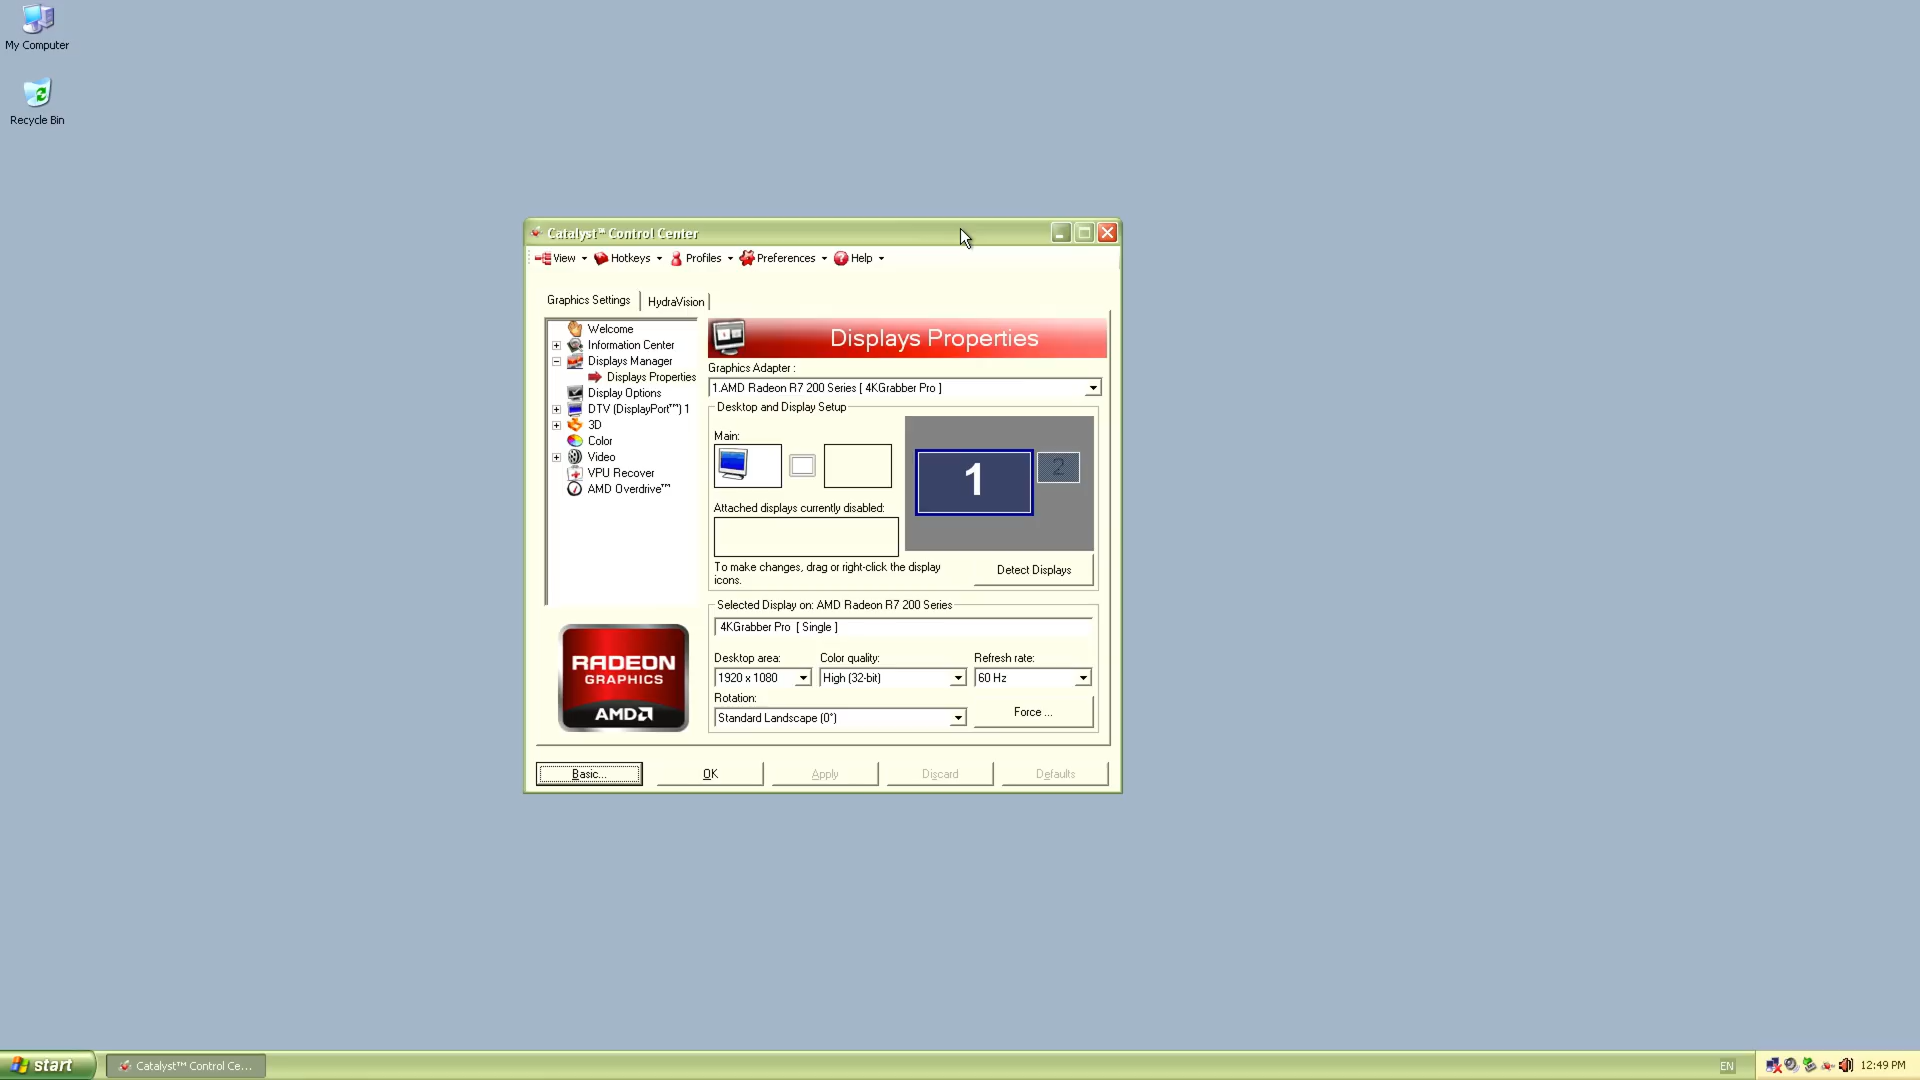 My Computer
Recycle Bin
Catalyst™ Control Center
View Hotkeys Profiles Preferences Help
Graphics Settings HydraVision
Welcome
Information Center
Displays Manager
Displays Properties
Display Options
DTV (DisplayPort™) 1
3D
Color
Video
VPU Recover
AMD Overdrive™
RADEON
GRAPHICS
AMD
Displays Properties
Graphics Adapter :
1.AMD Radeon R7 200 Series [ 4KGrabber Pro ]
Desktop and Display Setup
Main:
1 2
Attached displays currently disabled:
To make changes, drag or right-click the display
icons.
Detect Displays
Selected Display on: AMD Radeon R7 200 Series
4KGrabber Pro [ Single ]
Desktop area: Color quality: Refresh rate:
1920 x 1080 High (32-bit) 60 Hz
Rotation:
Standard Landscape (0°) Force ...
Basic... OK Apply Discard Defaults
start Catalyst™ Control Ce... EN 12:49 PM